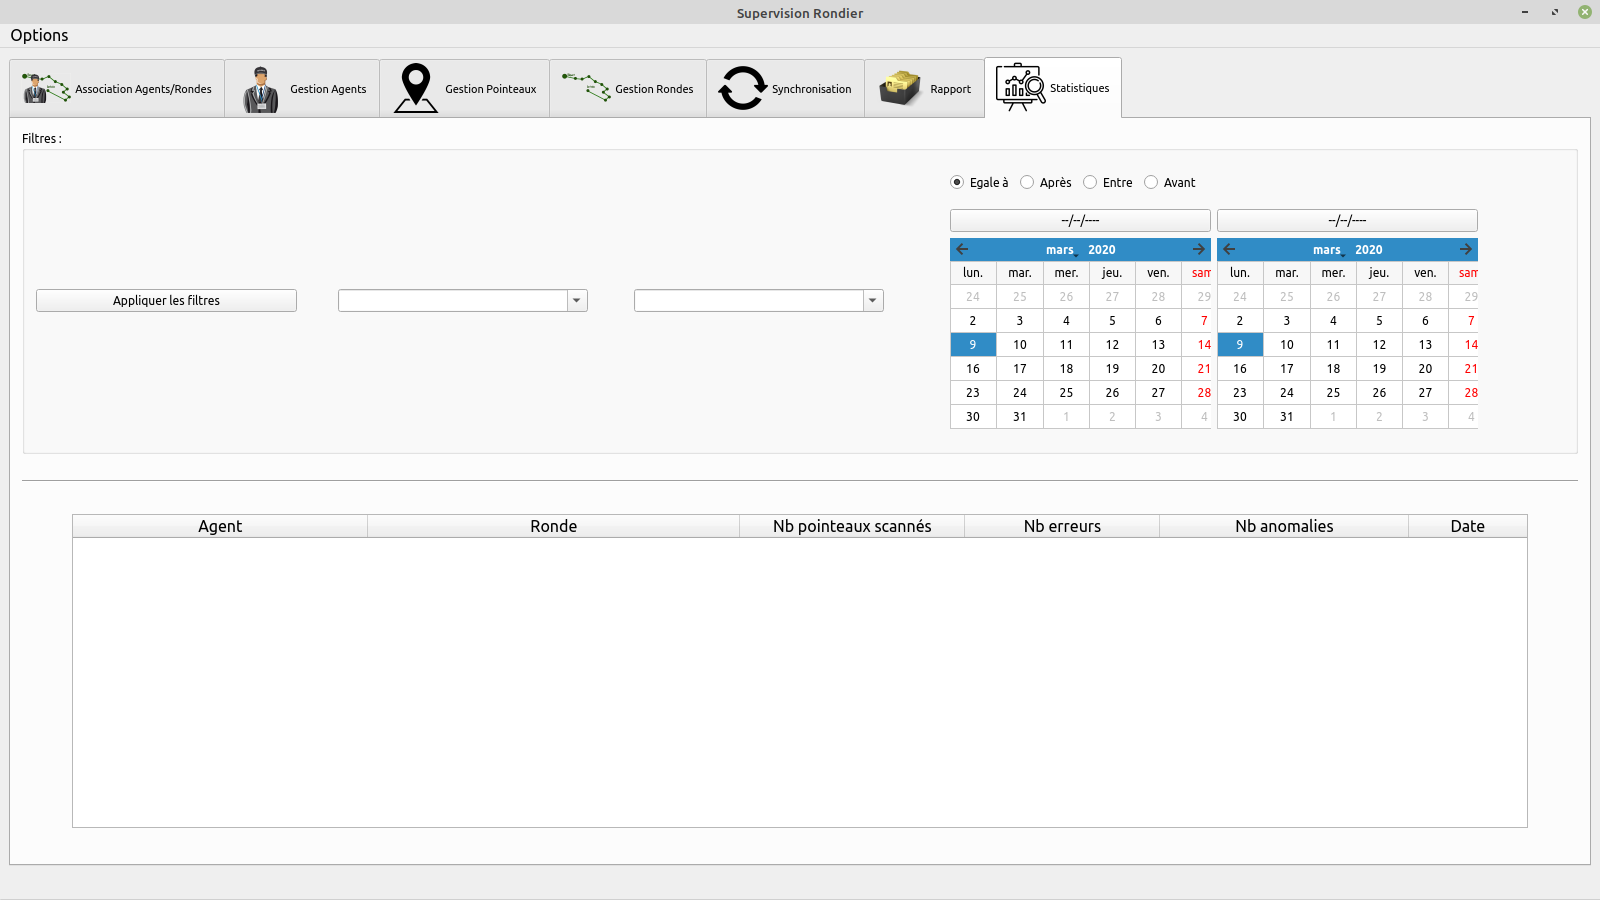 Supervision Rondier
Options
Association Agents/Rondes Gestion Agents Gestion Pointeaux Gestion Rondes Synchronisation Rapport Statistiques
Filtres :
Egale à Après Entre Avant
--/--/---- --/--/----
mars 2020 mars 2020
lun. mar. mer. jeu. ven. sam lun. mar. mer. jeu. ven. sam
24 25 26 27 28 29 24 25 26 27 28 29
Appliquer les filtres
2 3 4 5 6 7 2 3 4 5 6 7
9 10 11 12 13 14 9 10 11 12 13 14
16 17 18 19 20 21 16 17 18 19 20 21
23 24 25 26 27 28 23 24 25 26 27 28
30 31 1 2 3 4 30 31 1 2 3 4
Agent Ronde Nb pointeaux scannés Nb erreurs Nb anomalies Date